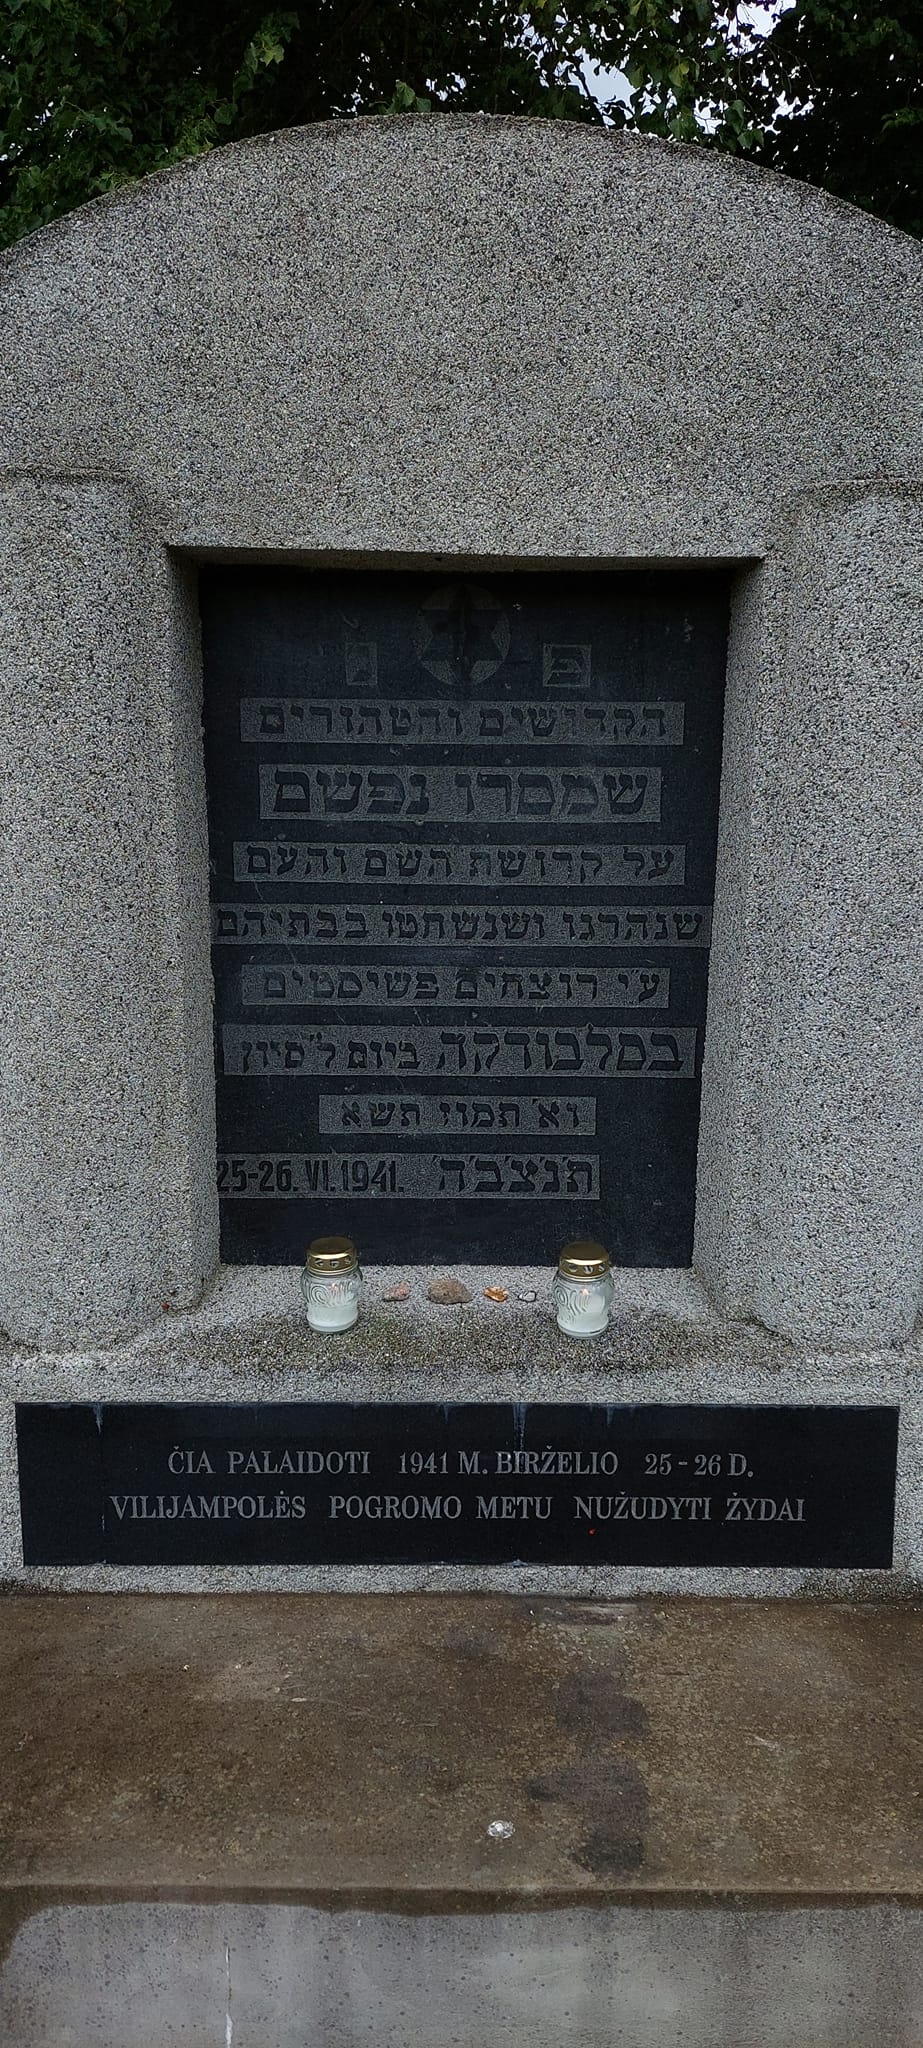 פ נ
הקדושים והטהורים
שמסרו נפשם
על קדושת השם והעם
שנהרגו ושנשחטו בבתיהם
ע"י רוצחים פשיסטים
בסלבודקה ביום ל' סיון
וא' תמוז תשא
ת'נ'צ'ב'ה' 25-26. VI. 1941.
ČIA PALAIDOTI 1941 M. BIRŽELIO 25 - 26 D.
VILIJAMPOLĖS POGROMO METU NUŽUDYTI ŽYDAI